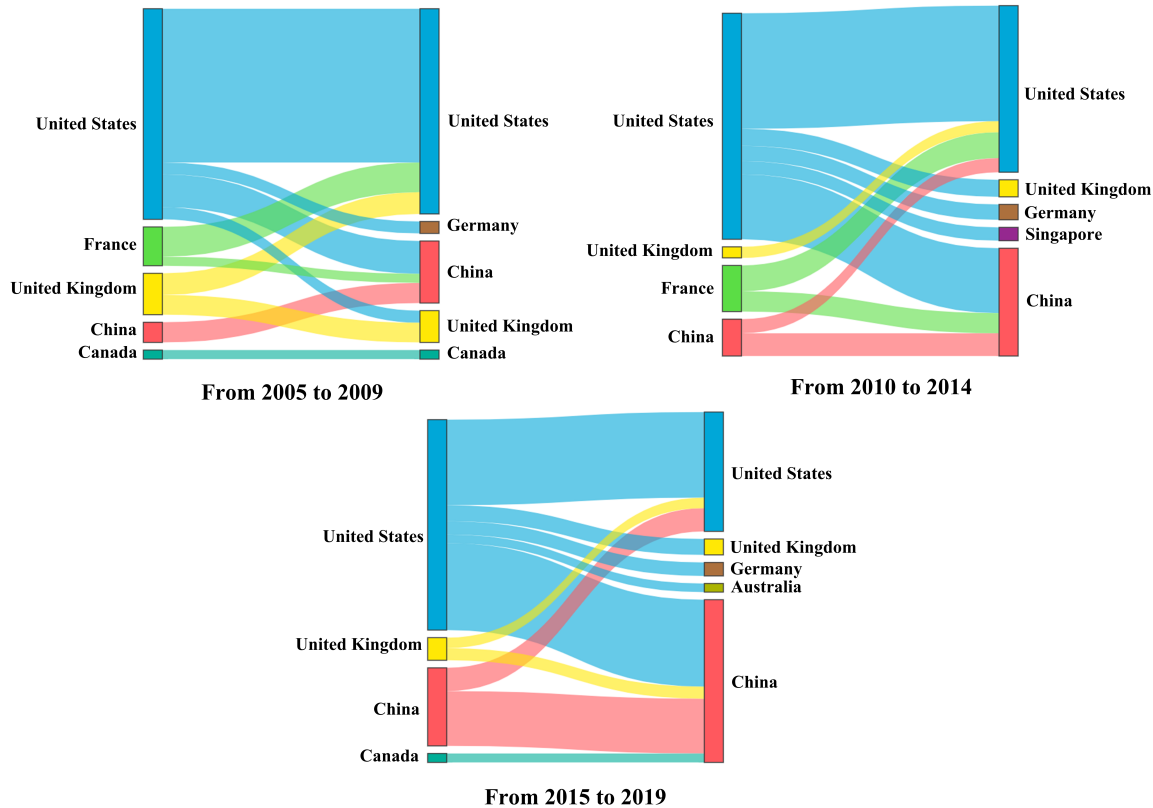 United States
France
United Kingdom
China
Canada
United States
Germany
China
United Kingdom
Canada
From 2005 to 2009
United States
United Kingdom
France
China
United States
United Kingdom
Germany
Singapore
China
From 2010 to 2014
United States
United Kingdom
China
Canada
United States
United Kingdom
Germany
Australia
China
From 2015 to 2019